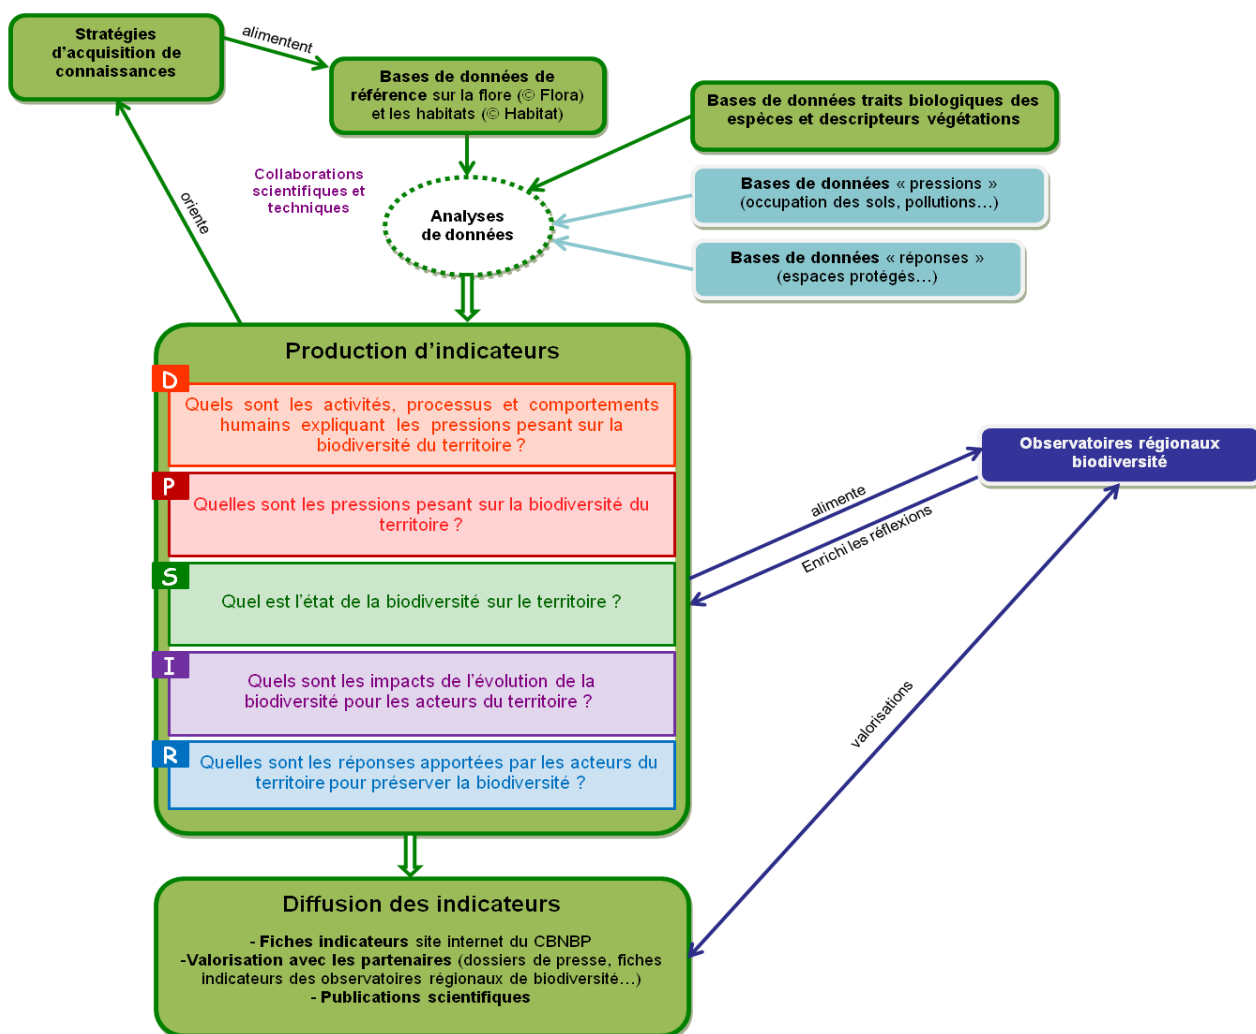 Stratégies
d’acquisition de
connaissances
alimentent
Bases de données de
référence sur la flore (© Flora)
et les habitats (© Habitat)
Bases de données traits biologiques des
espèces et descripteurs végétations
Collaborations
scientifiques et
techniques
Bases de données « pressions »
(occupation des sols, pollutions…)
oriente
Analyses
de données
Bases de données « réponses »
(espaces protégés…)
Production d’indicateurs
D
Quels sont les activités, processus et comportements
humains expliquant les pressions pesant sur la
biodiversité du territoire ?
P
Quelles sont les pressions pesant sur la biodiversité du
territoire ?
S
Quel est l’état de la biodiversité sur le territoire ?
I
Quels sont les impacts de l’évolution de la
biodiversité pour les acteurs du territoire ?
R
Quelles sont les réponses apportées par les acteurs du
territoire pour préserver la biodiversité ?
Observatoires régionaux
biodiversité
alimente
Enrichi les réflexions
valorisations
Diffusion des indicateurs
- Fiches indicateurs site internet du CBNBP
-Valorisation avec les partenaires (dossiers de presse, fiches
indicateurs des observatoires régionaux de biodiversité…)
- Publications scientifiques